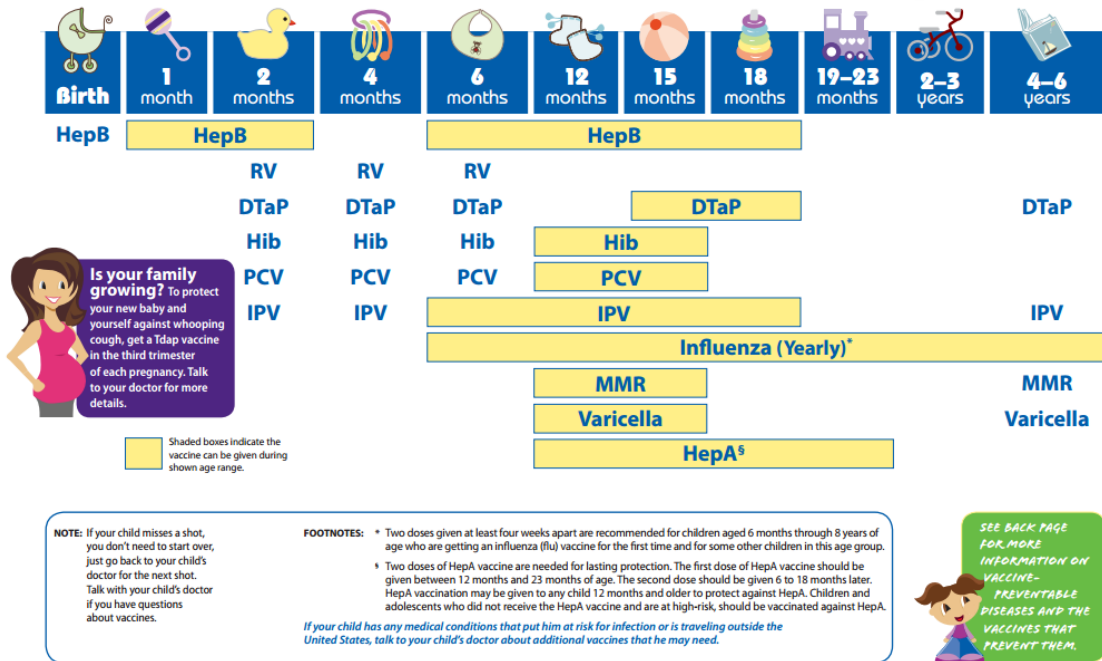 Birth
1
month
2
months
4
months
6
months
12
months
15
months
18
months
19–23
months
2–3
years
4–6
years
HepB HepB HepB
RV RV RV
DTaP DTaP DTaP DTaP DTaP
Hib Hib Hib Hib
PCV PCV PCV PCV
IPV IPV IPV IPV
Influenza (Yearly)*
MMR MMR
Varicella Varicella
HepA§
Is your family
growing? To protect
your new baby and
yourself against whooping
cough, get a Tdap vaccine
in the third trimester
of each pregnancy. Talk
to your doctor for more
details.
Shaded boxes indicate the
vaccine can be given during
shown age range.
NOTE: If your child misses a shot,
you don't need to start over,
just go back to your child's
doctor for the next shot.
Talk with your child's doctor
if you have questions
about vaccines.
FOOTNOTES: * Two doses given at least four weeks apart are recommended for children aged 6 months through 8 years of
age who are getting an influenza (flu) vaccine for the first time and for some other children in this age group.
§ Two doses of HepA vaccine are needed for lasting protection. The first dose of HepA vaccine should be
given between 12 months and 23 months of age. The second dose should be given 6 to 18 months later.
HepA vaccination may be given to any child 12 months and older to protect against HepA. Children and
adolescents who did not receive the HepA vaccine and are at high-risk, should be vaccinated against HepA.
If your child has any medical conditions that put him at risk for infection or is traveling outside the
United States, talk to your child's doctor about additional vaccines that he may need.
SEE BACK PAGE
FOR MORE
INFORMATION ON
VACCINE-
PREVENTABLE
DISEASES AND THE
VACCINES THAT
PREVENT THEM.